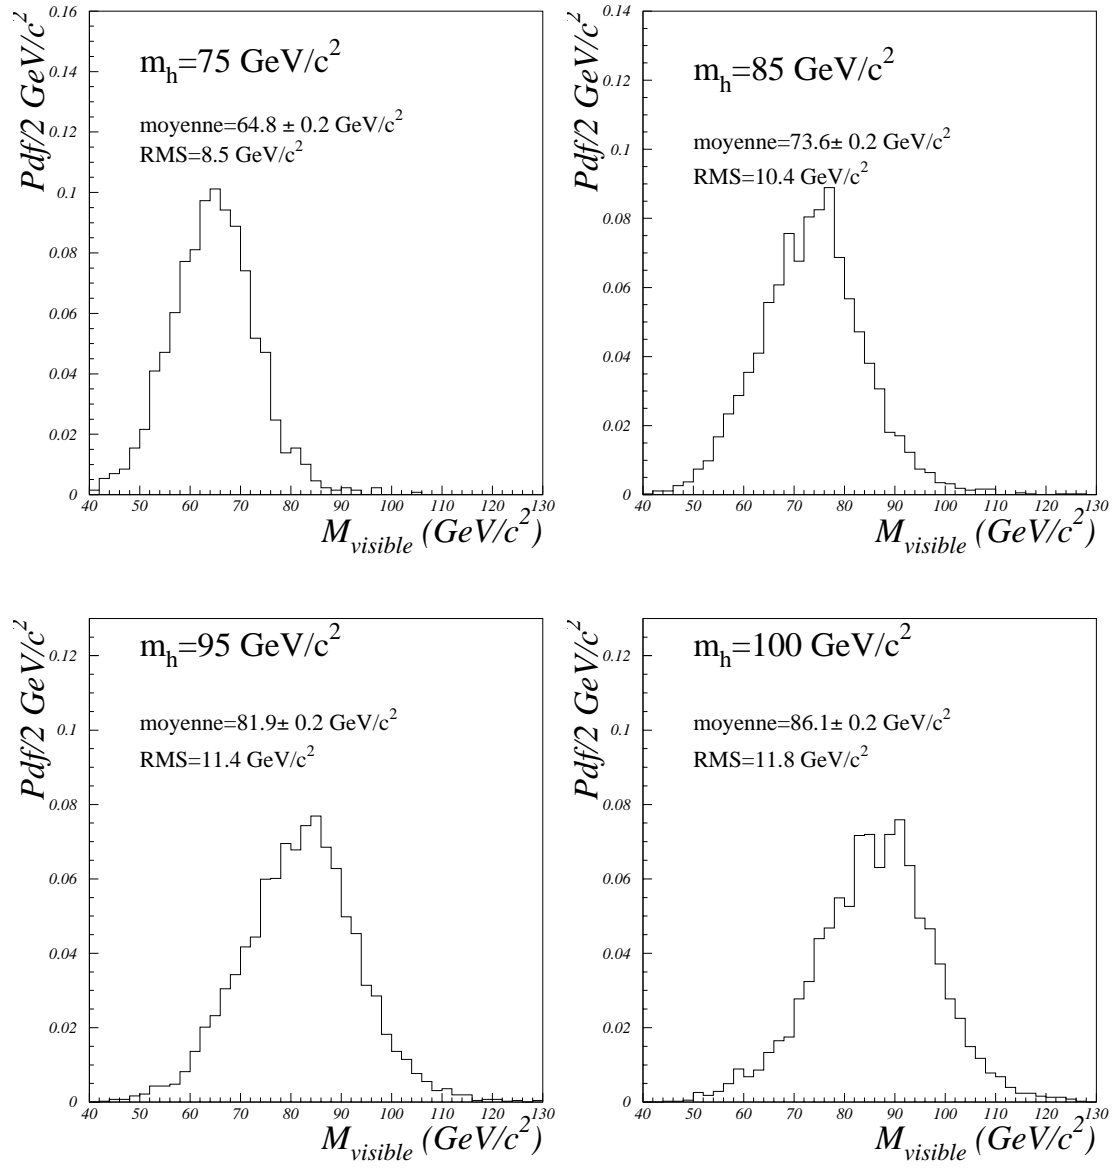 Pdf/2 GeV/c²
0.16
0.14
0.12
0.1
0.08
0.06
0.04
0.02
0
m_h=75 GeV/c²
moyenne=64.8 ± 0.2 GeV/c²
RMS=8.5 GeV/c²
40 50 60 70 80 90 100 110 120 130
M_visible (GeV/c²)
Pdf/2 GeV/c²
0.14
0.12
0.1
0.08
0.06
0.04
0.02
0
m_h=85 GeV/c²
moyenne=73.6± 0.2 GeV/c²
RMS=10.4 GeV/c²
40 50 60 70 80 90 100 110 120 130
M_visible (GeV/c²)
Pdf/2 GeV/c²
0.12
0.1
0.08
0.06
0.04
0.02
0
m_h=95 GeV/c²
moyenne=81.9± 0.2 GeV/c²
RMS=11.4 GeV/c²
40 50 60 70 80 90 100 110 120 130
M_visible (GeV/c²)
Pdf/2 GeV/c²
0.12
0.1
0.08
0.06
0.04
0.02
0
m_h=100 GeV/c²
moyenne=86.1± 0.2 GeV/c²
RMS=11.8 GeV/c²
40 50 60 70 80 90 100 110 120 130
M_visible (GeV/c²)